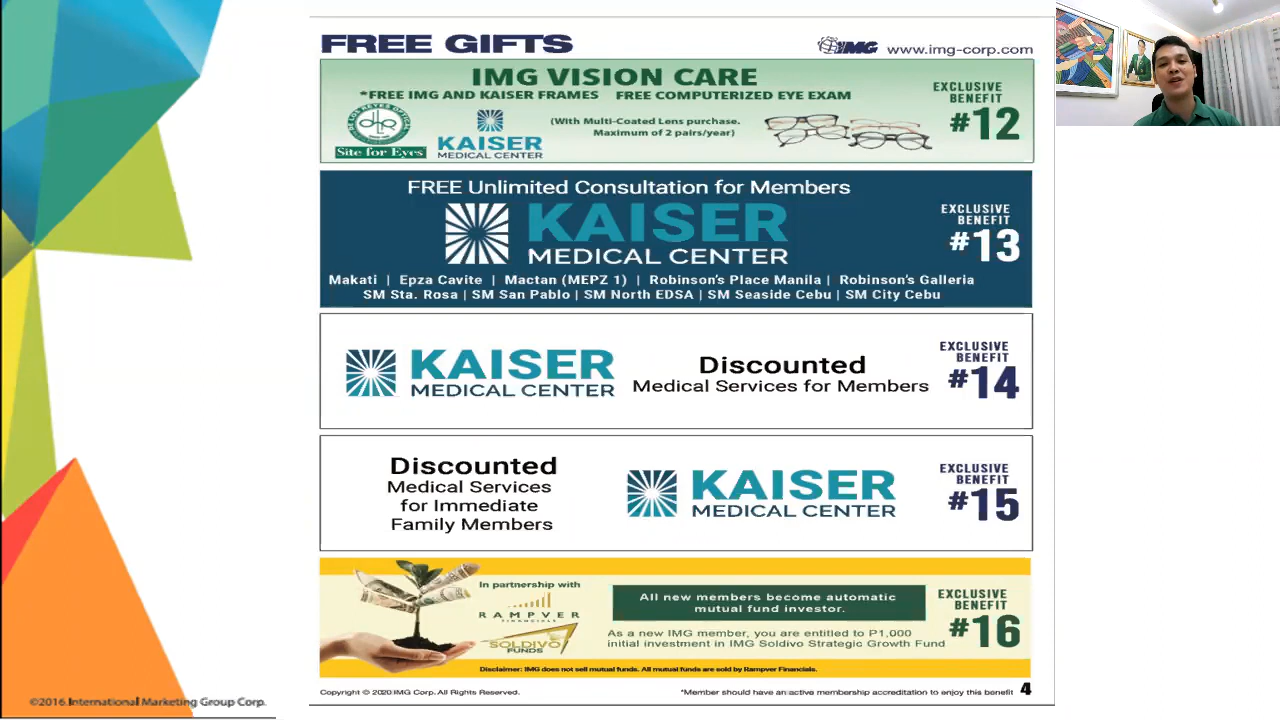 FREE GIFTS
IMG
www.img-corp.com
IMG VISION CARE
*FREE IMG AND KAISER FRAMES FREE COMPUTERIZED EYE EXAM
(With Multi-Coated Lens purchase.
Maximum of 2 pairs/year)
Site for Eyes
KAISER
MEDICAL CENTER
EXCLUSIVE
BENEFIT
#12
FREE Unlimited Consultation for Members
KAISER
MEDICAL CENTER
Makati | Epza Cavite | Mactan (MEPZ 1) | Robinson's Place Manila | Robinson's Galleria
SM Sta. Rosa | SM San Pablo | SM North EDSA | SM Seaside Cebu | SM City Cebu
EXCLUSIVE
BENEFIT
#13
KAISER
MEDICAL CENTER
Discounted
Medical Services for Members
EXCLUSIVE
BENEFIT
#14
Discounted
Medical Services
for Immediate
Family Members
KAISER
MEDICAL CENTER
EXCLUSIVE
BENEFIT
#15
In partnership with
RAMPVER
FINANCIALS
SOLDIVO
FUNDS
All new members become automatic
mutual fund investor.
As a new IMG member, you are entitled to P1,000
initial investment in IMG Soldivo Strategic Growth Fund
EXCLUSIVE
BENEFIT
#16
Disclaimer: IMG does not sell mutual funds. All mutual funds are sold by Rampver Financials.
Copyright © 2020 IMG Corp. All Rights Reserved.
*Member should have an active membership accreditation to enjoy this benefit 4
©2016 International Marketing Group Corp.